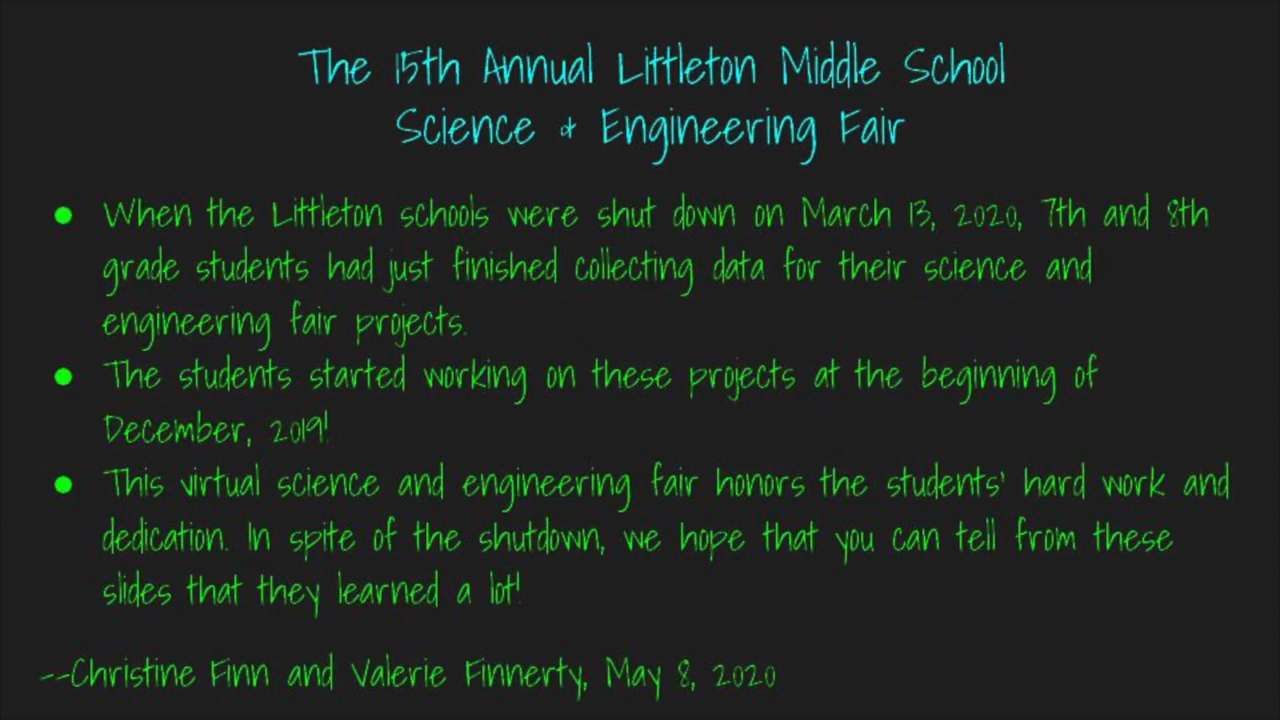 The 15th Annual Littleton Middle School
Science & Engineering Fair
● When the Littleton schools were shut down on March 13, 2020, 7th and 8th
grade students had just finished collecting data for their science and
engineering fair projects.
● The students started working on these projects at the beginning of
December, 2019!
● This virtual science and engineering fair honors the students' hard work and
dedication. In spite of the shutdown, we hope that you can tell from these
slides that they learned a lot!
--Christine Finn and Valerie Finnerty, May 8, 2020